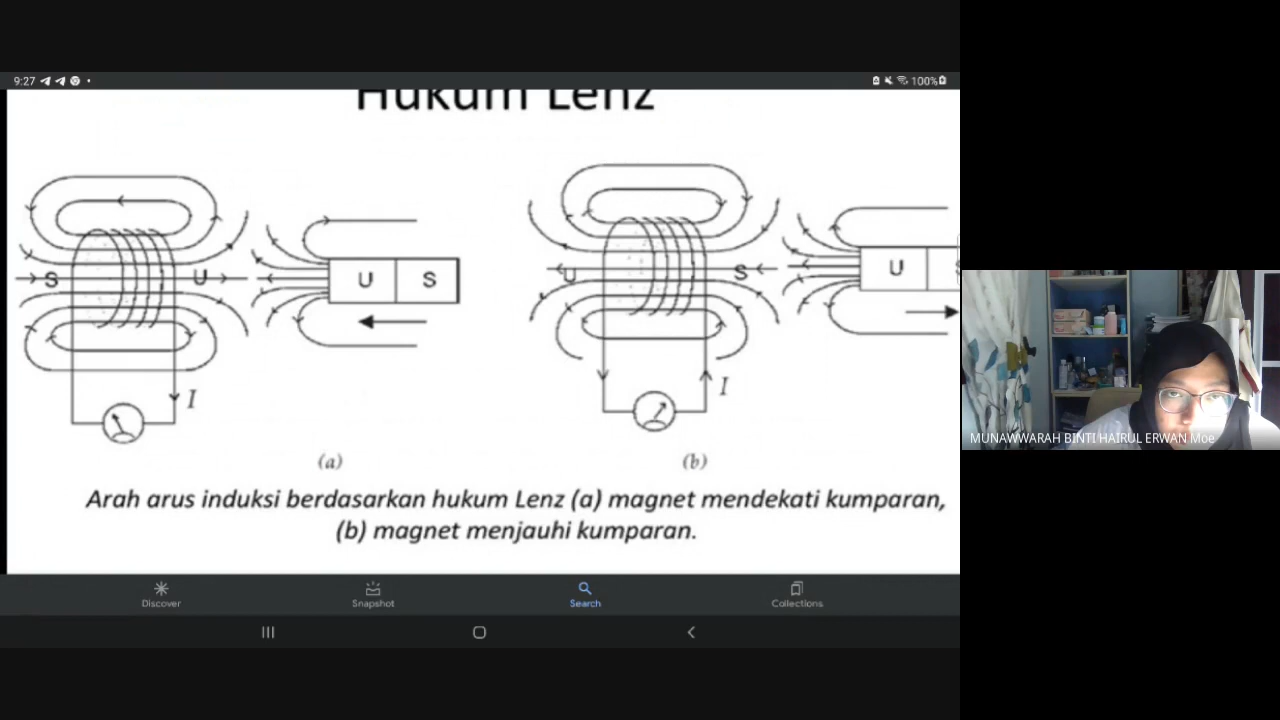 9:27
100%
Hukum Lenz
S U U S
U S U S
I I
(a) (b)
Arah arus induksi berdasarkan hukum Lenz (a) magnet mendekati kumparan,
(b) magnet menjauhi kumparan.
MUNAWWARAH BINTI HAIRUL ERWAN Moe
Discover Snapshot Search Collections